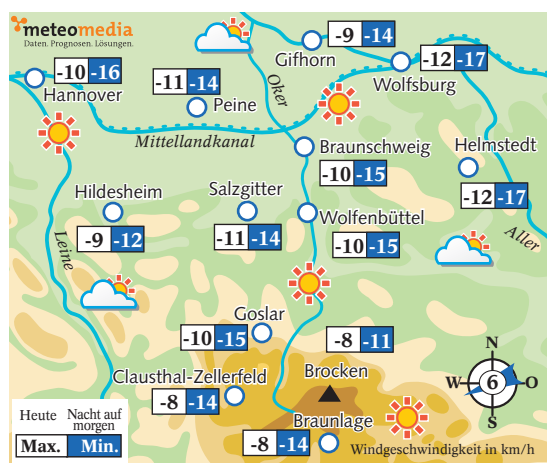 meteomedia
Daten. Prognosen. Lösungen.
-9 -14
Gifhorn
-10 -16
Hannover
-11 -14
Peine
Oker
-12 -17
Wolfsburg
Mittellandkanal
Braunschweig
-10 -15
Helmstedt
-12 -17
Hildesheim
-9 -12
Salzgitter
-11 -14
Wolfenbüttel
-10 -15
Leine
Aller
Goslar
-10 -15
-8 -11
Brocken
Clausthal-Zellerfeld
-8 -14
Braunlage
-8 -14
N
W 6 O
S
Windgeschwindigkeit in km/h
Heute Nacht auf
morgen
Max. Min.